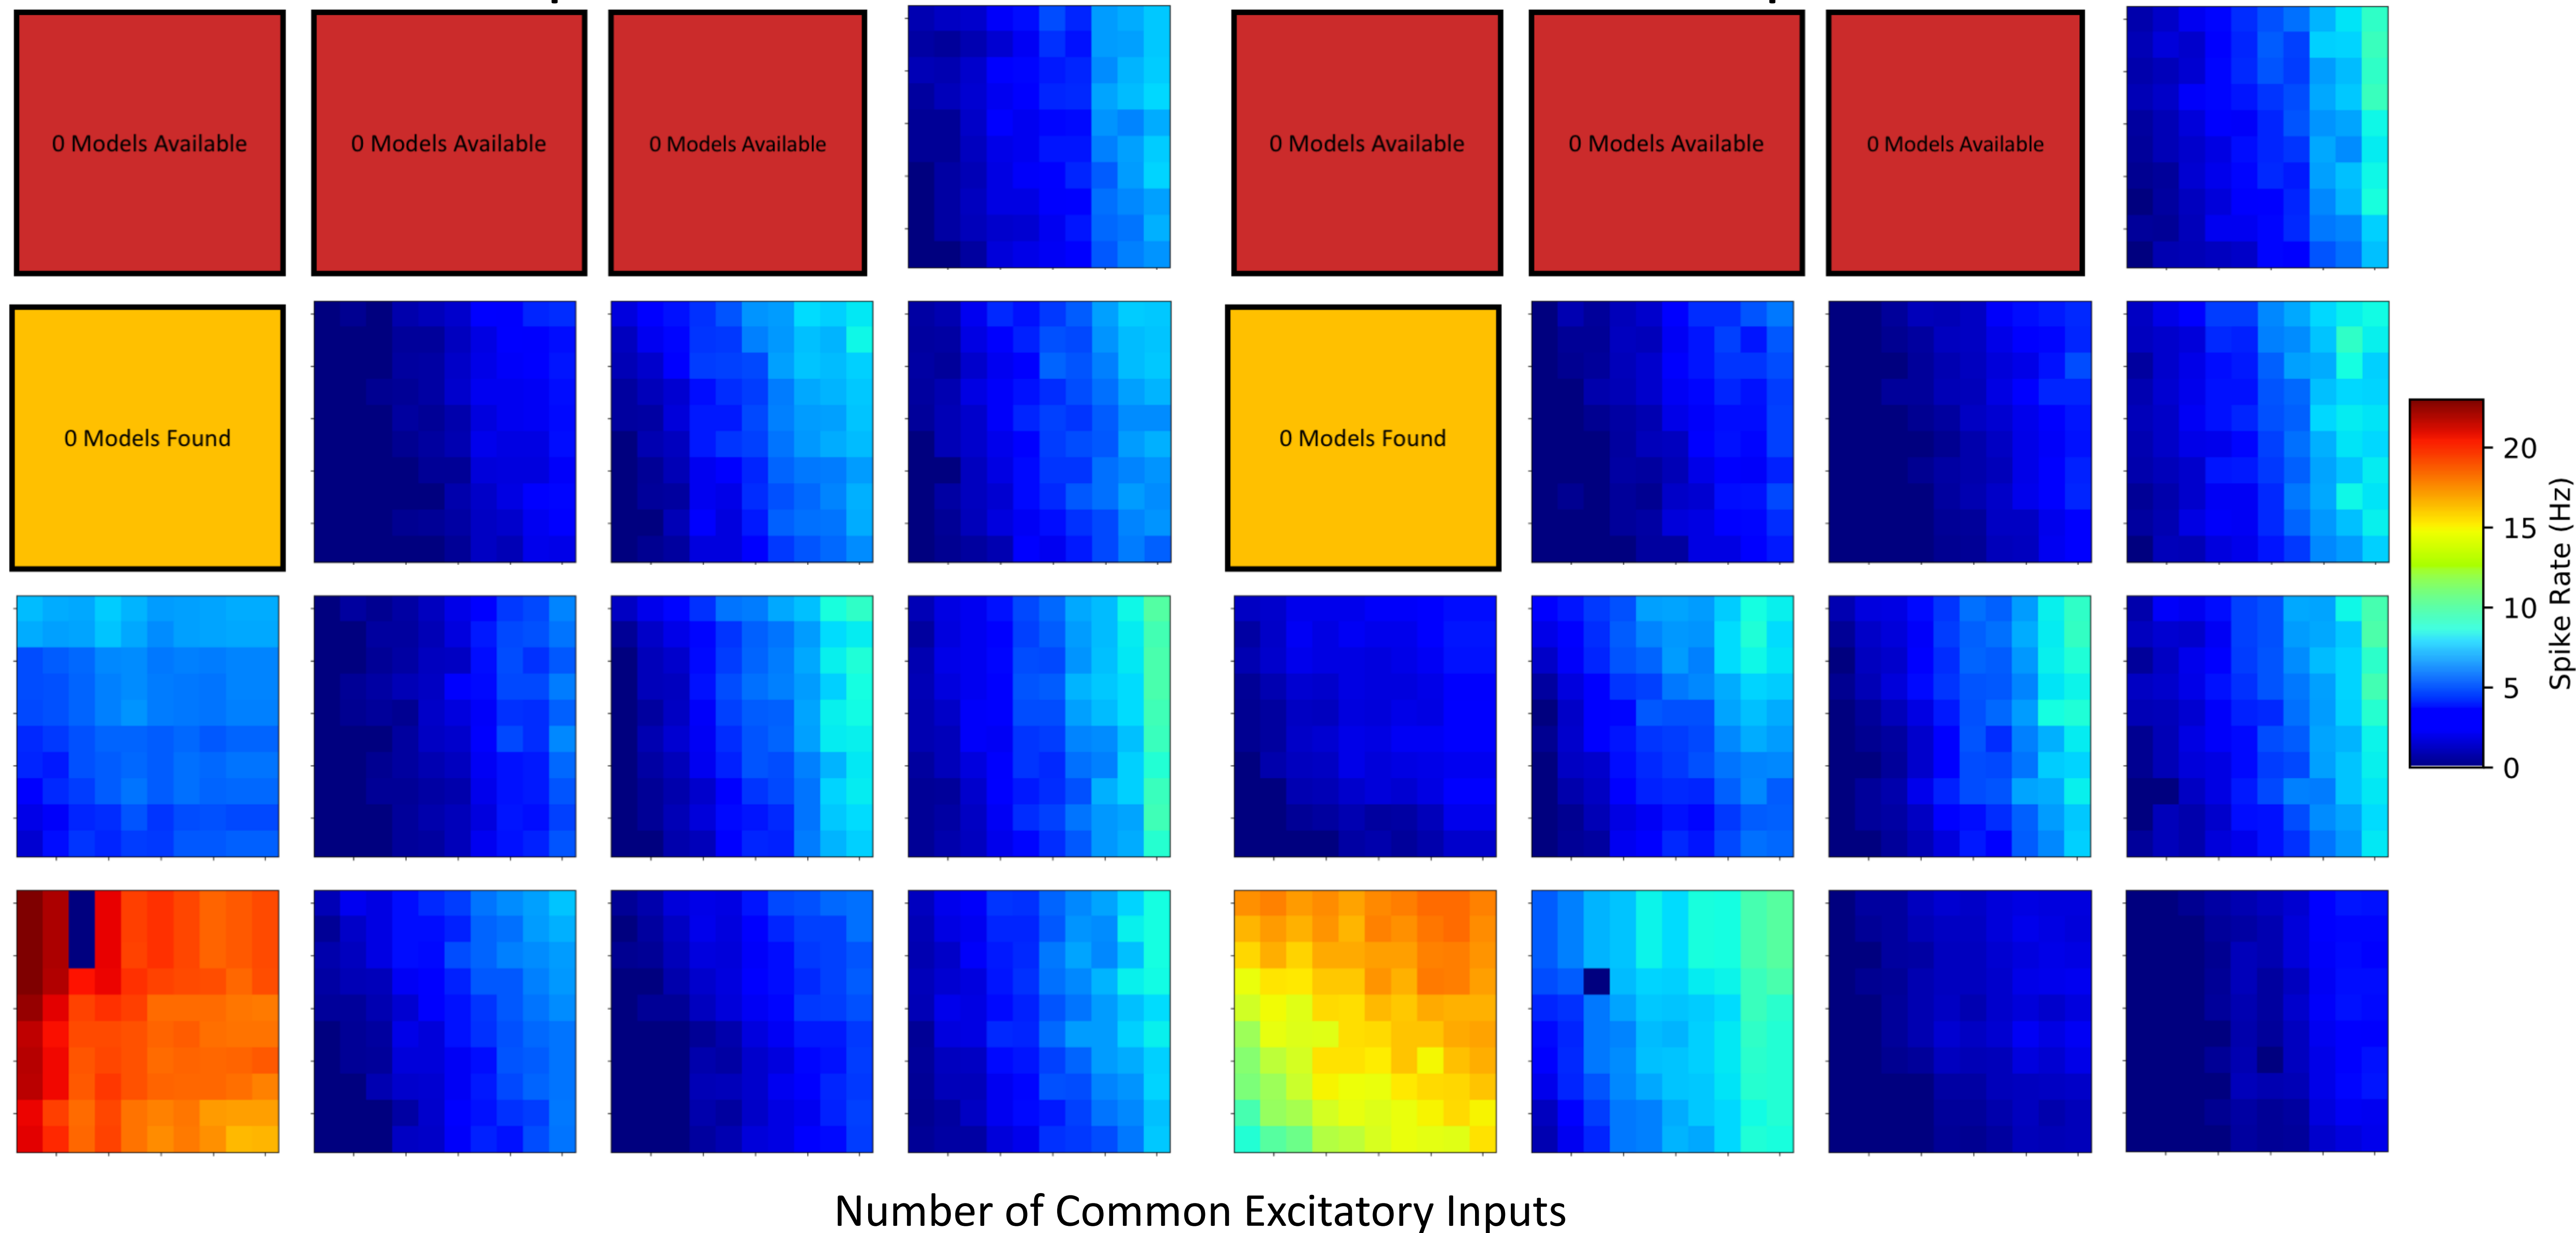 0 Models Available
0 Models Available
0 Models Available
0 Models Available
0 Models Available
0 Models Available
0 Models Found
0 Models Found
20
15
10
5
0
Spike Rate (Hz)
Number of Common Excitatory Inputs